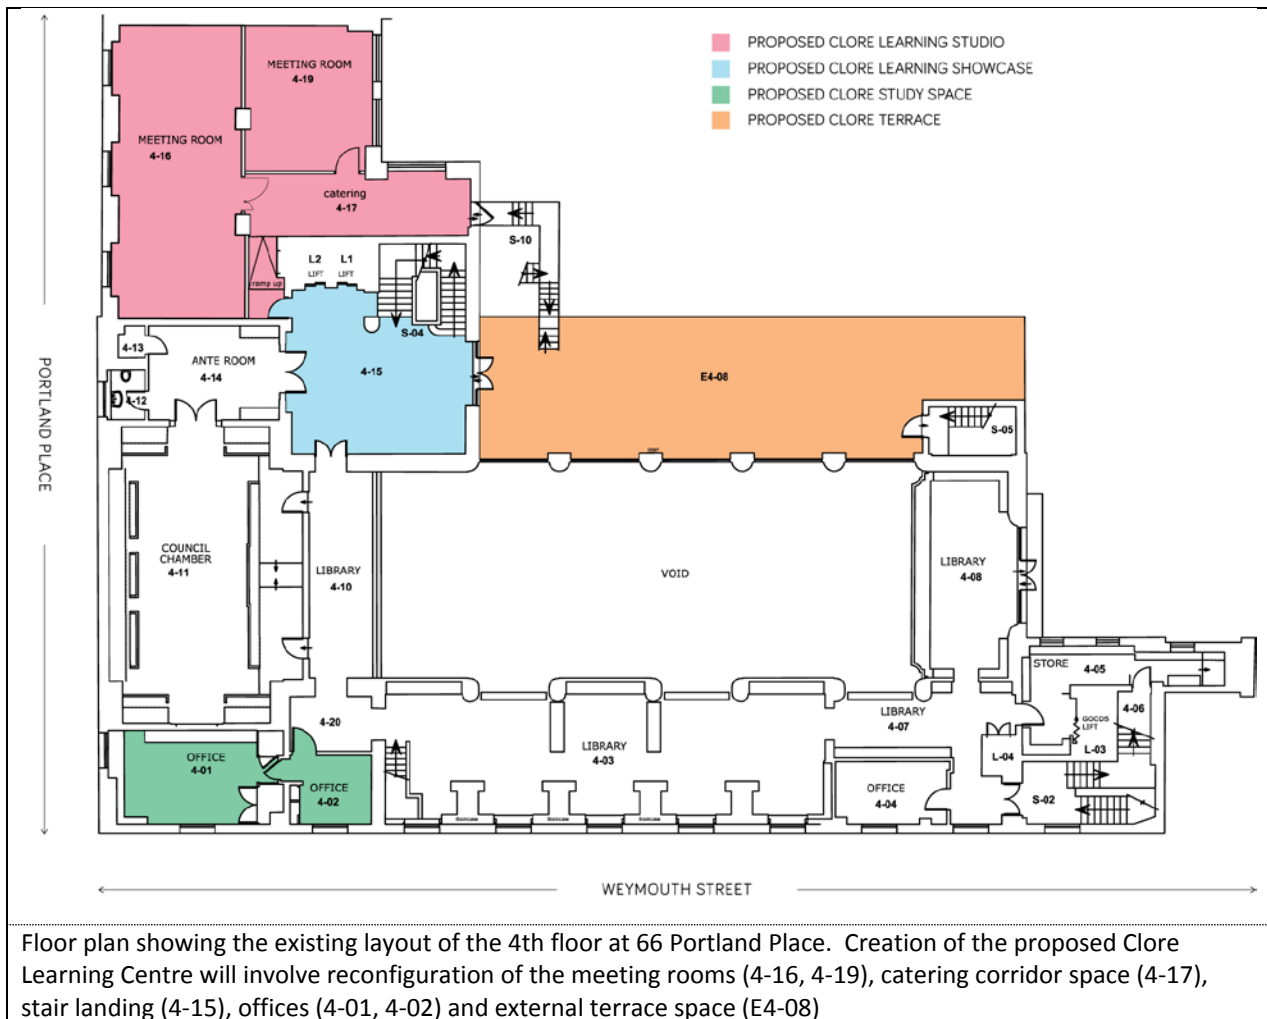 PROPOSED CLORE LEARNING STUDIO
PROPOSED CLORE LEARNING SHOWCASE
PROPOSED CLORE STUDY SPACE
PROPOSED CLORE TERRACE
MEETING ROOM
4-19
MEETING ROOM
4-16
catering
4-17
S-10
L2
LIFT
L1
LIFT
ramp up
S-04
4-13
ANTE ROOM
4-14
4-15
4-12
E4-08
S-05
PORTLAND PLACE
COUNCIL
CHAMBER
4-11
LIBRARY
4-10
VOID
LIBRARY
4-08
STORE
4-05
4-06
GOODS
LIFT
L-03
L-04
4-20
LIBRARY
4-07
LIBRARY
4-03
OFFICE
4-01
OFFICE
4-02
OFFICE
4-04
S-02
WEYMOUTH STREET
Floor plan showing the existing layout of the 4th floor at 66 Portland Place.  Creation of the proposed Clore
Learning Centre will involve reconfiguration of the meeting rooms (4-16, 4-19), catering corridor space (4-17),
stair landing (4-15), offices (4-01, 4-02) and external terrace space (E4-08)